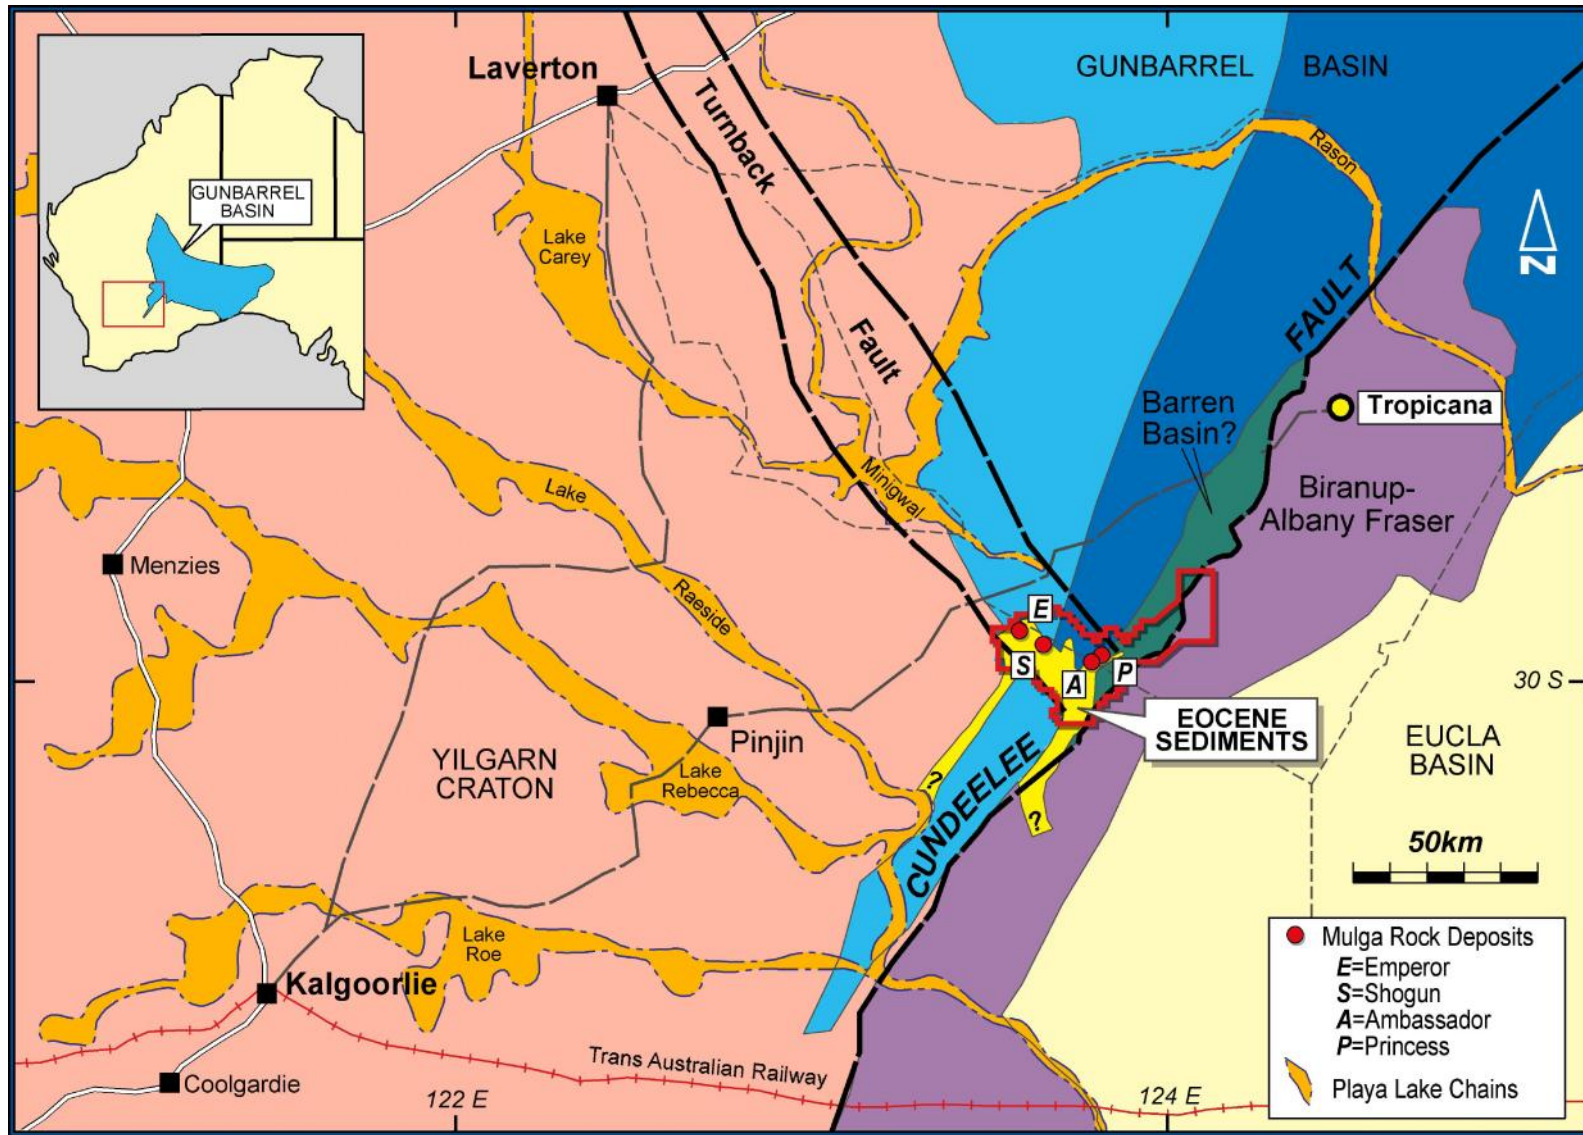 GUNBARREL
BASIN
Laverton
GUNBARREL BASIN
Turnback
Fault
Rason
N
Lake
Carey
FAULT
Barren
Basin?
Tropicana
Biranup-
Albany Fraser
Lake
Minigwal
Menzies
Raeside
E
S
A
P
30 S
EOCENE
SEDIMENTS
EUCLA
BASIN
Pinjin
YILGARN
CRATON
Lake
Rebecca
?
?
CUNDEELEE
50km
Lake
Roe
Kalgoorlie
Trans Australian Railway
Coolgardie
122 E
124 E
Mulga Rock Deposits
E=Emperor
S=Shogun
A=Ambassador
P=Princess
Playa Lake Chains